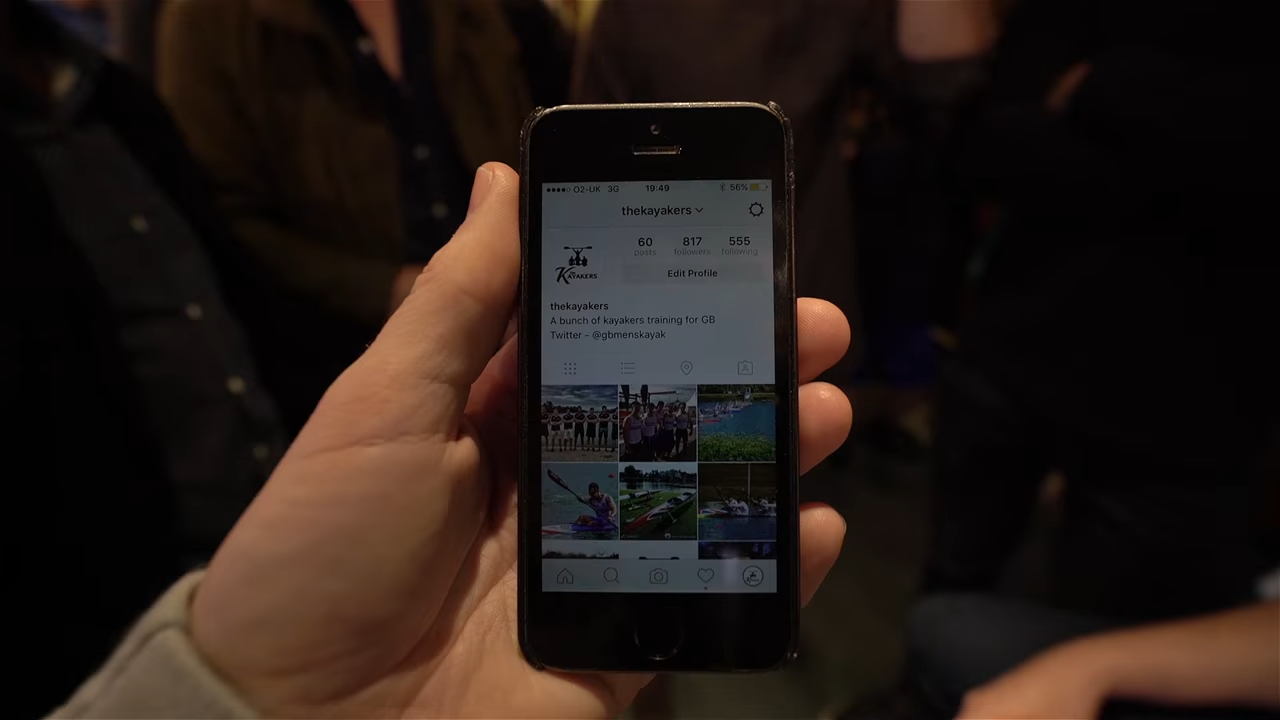 O2-UK 3G 19:49 56%
thekayakers
60 817 555
posts followers following
KAYAKERS
Edit Profile
thekayakers
A bunch of kayakers training for GB
Twitter - @gbmenskayak